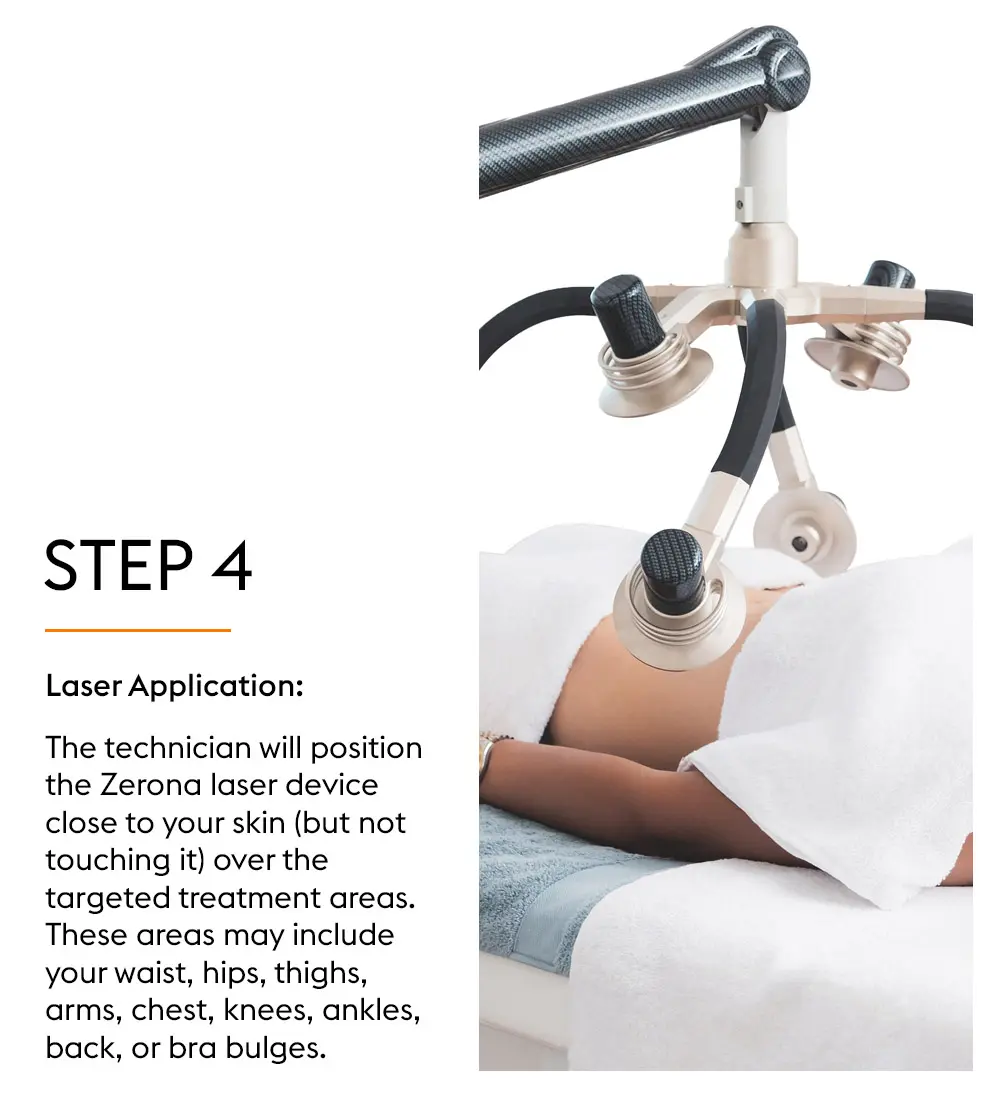 STEP 4
Laser Application:
The technician will position
the Zerona laser device
close to your skin (but not
touching it) over the
targeted treatment areas.
These areas may include
your waist, hips, thighs,
arms, chest, knees, ankles,
back, or bra bulges.